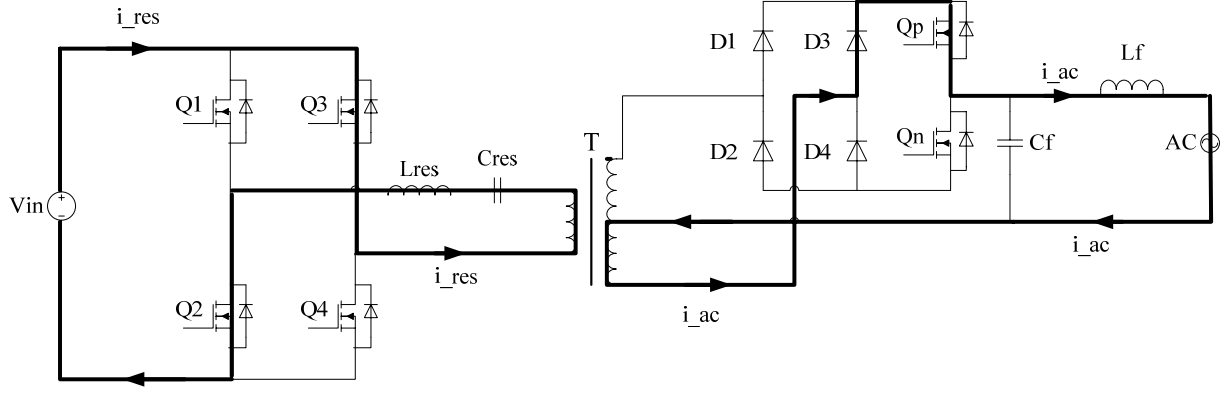 i_res
Vin
Q1
Q3
Q2
Q4
Lres
Cres
i_res
T
D1
D3
Qp
D2
D4
Qn
i_ac
Lf
Cf
AC
i_ac
i_ac